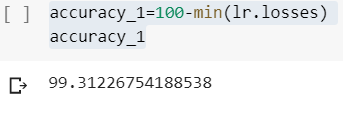 [ ] accuracy_1=100-min(lr.losses)
accuracy_1
99.31226754188538